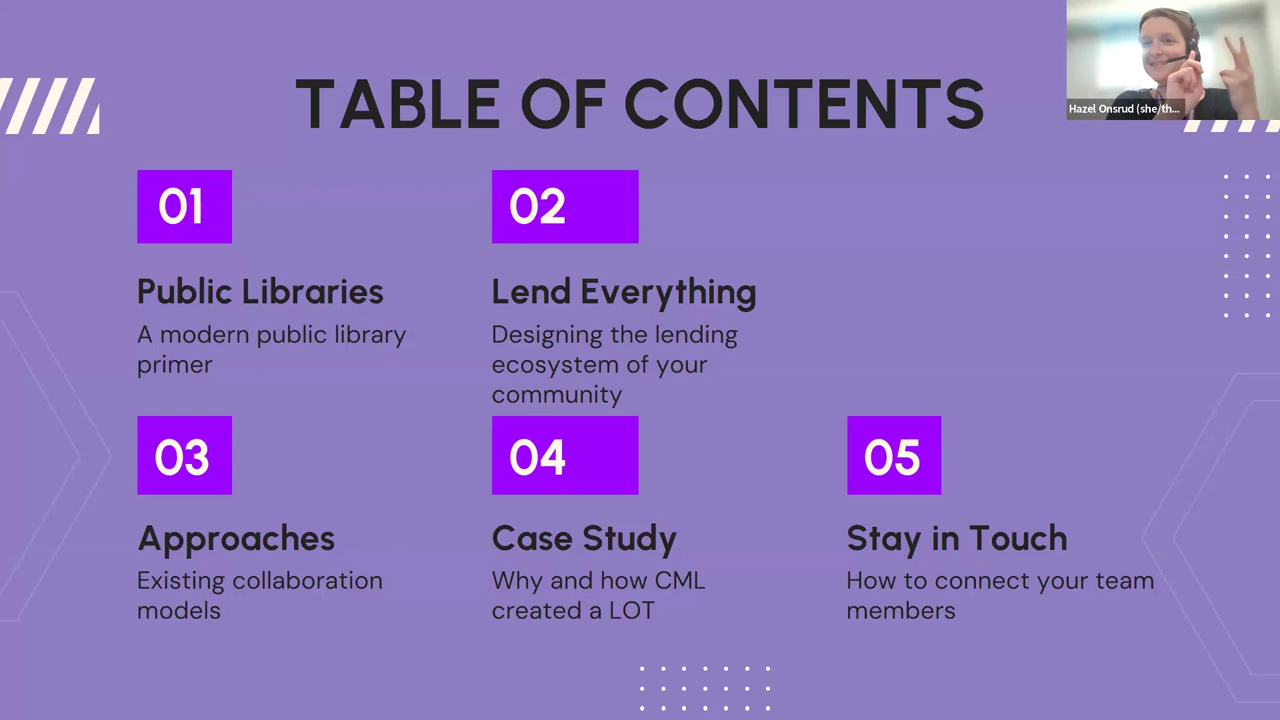 TABLE OF CONTENTS
Hazel Onsrud (she/th...
01
Public Libraries
A modern public library
primer
02
Lend Everything
Designing the lending
ecosystem of your
community
03
Approaches
Existing collaboration
models
04
Case Study
Why and how CML
created a LOT
05
Stay in Touch
How to connect your team
members